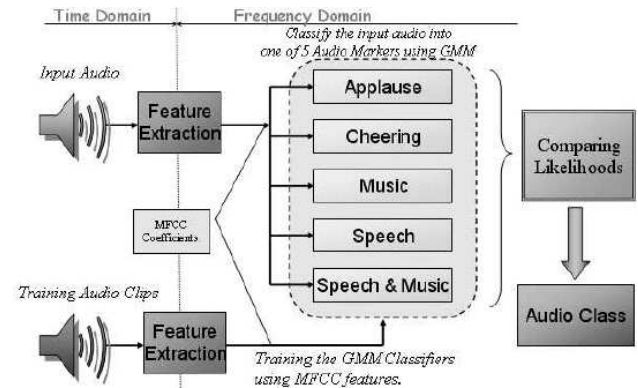 Time Domain
Frequency Domain
Classify the input audio into
one of 5 Audio Markers using GMM
Input Audio
Feature
Extraction
Applause
Cheering
Music
Speech
Speech & Music
Comparing
Likelihoods
MFCC
Coefficients
Training Audio Clips
Feature
Extraction
Audio Class
Training the GMM Classifiers
using MFCC features.